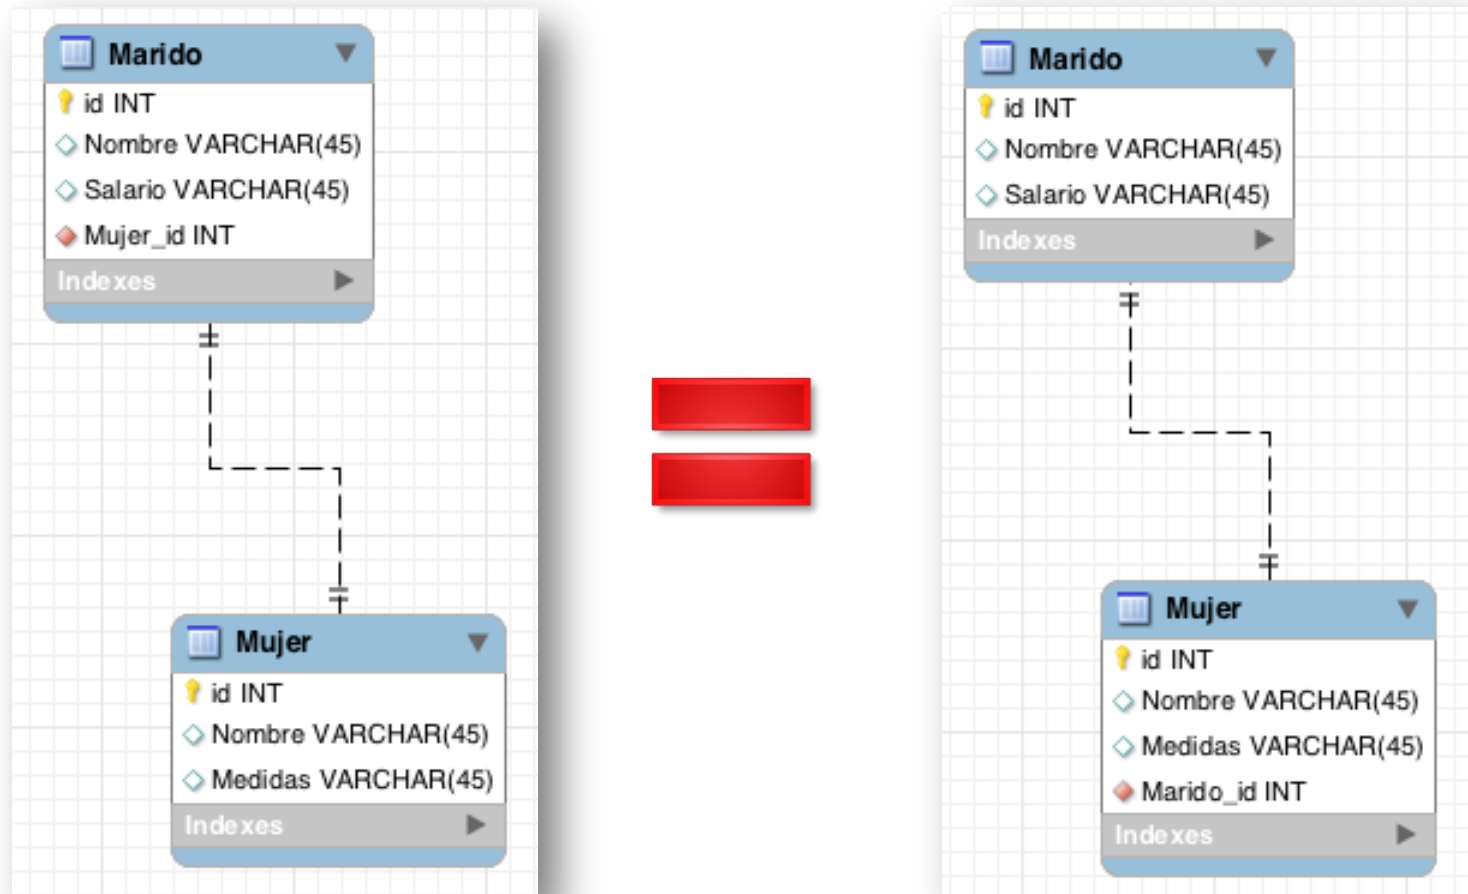 Marido
id INT
Nombre VARCHAR(45)
Salario VARCHAR(45)
Mujer_id INT
Indexes
Mujer
id INT
Nombre VARCHAR(45)
Medidas VARCHAR(45)
Indexes
Marido
id INT
Nombre VARCHAR(45)
Salario VARCHAR(45)
Indexes
Mujer
id INT
Nombre VARCHAR(45)
Medidas VARCHAR(45)
Marido_id INT
Indexes